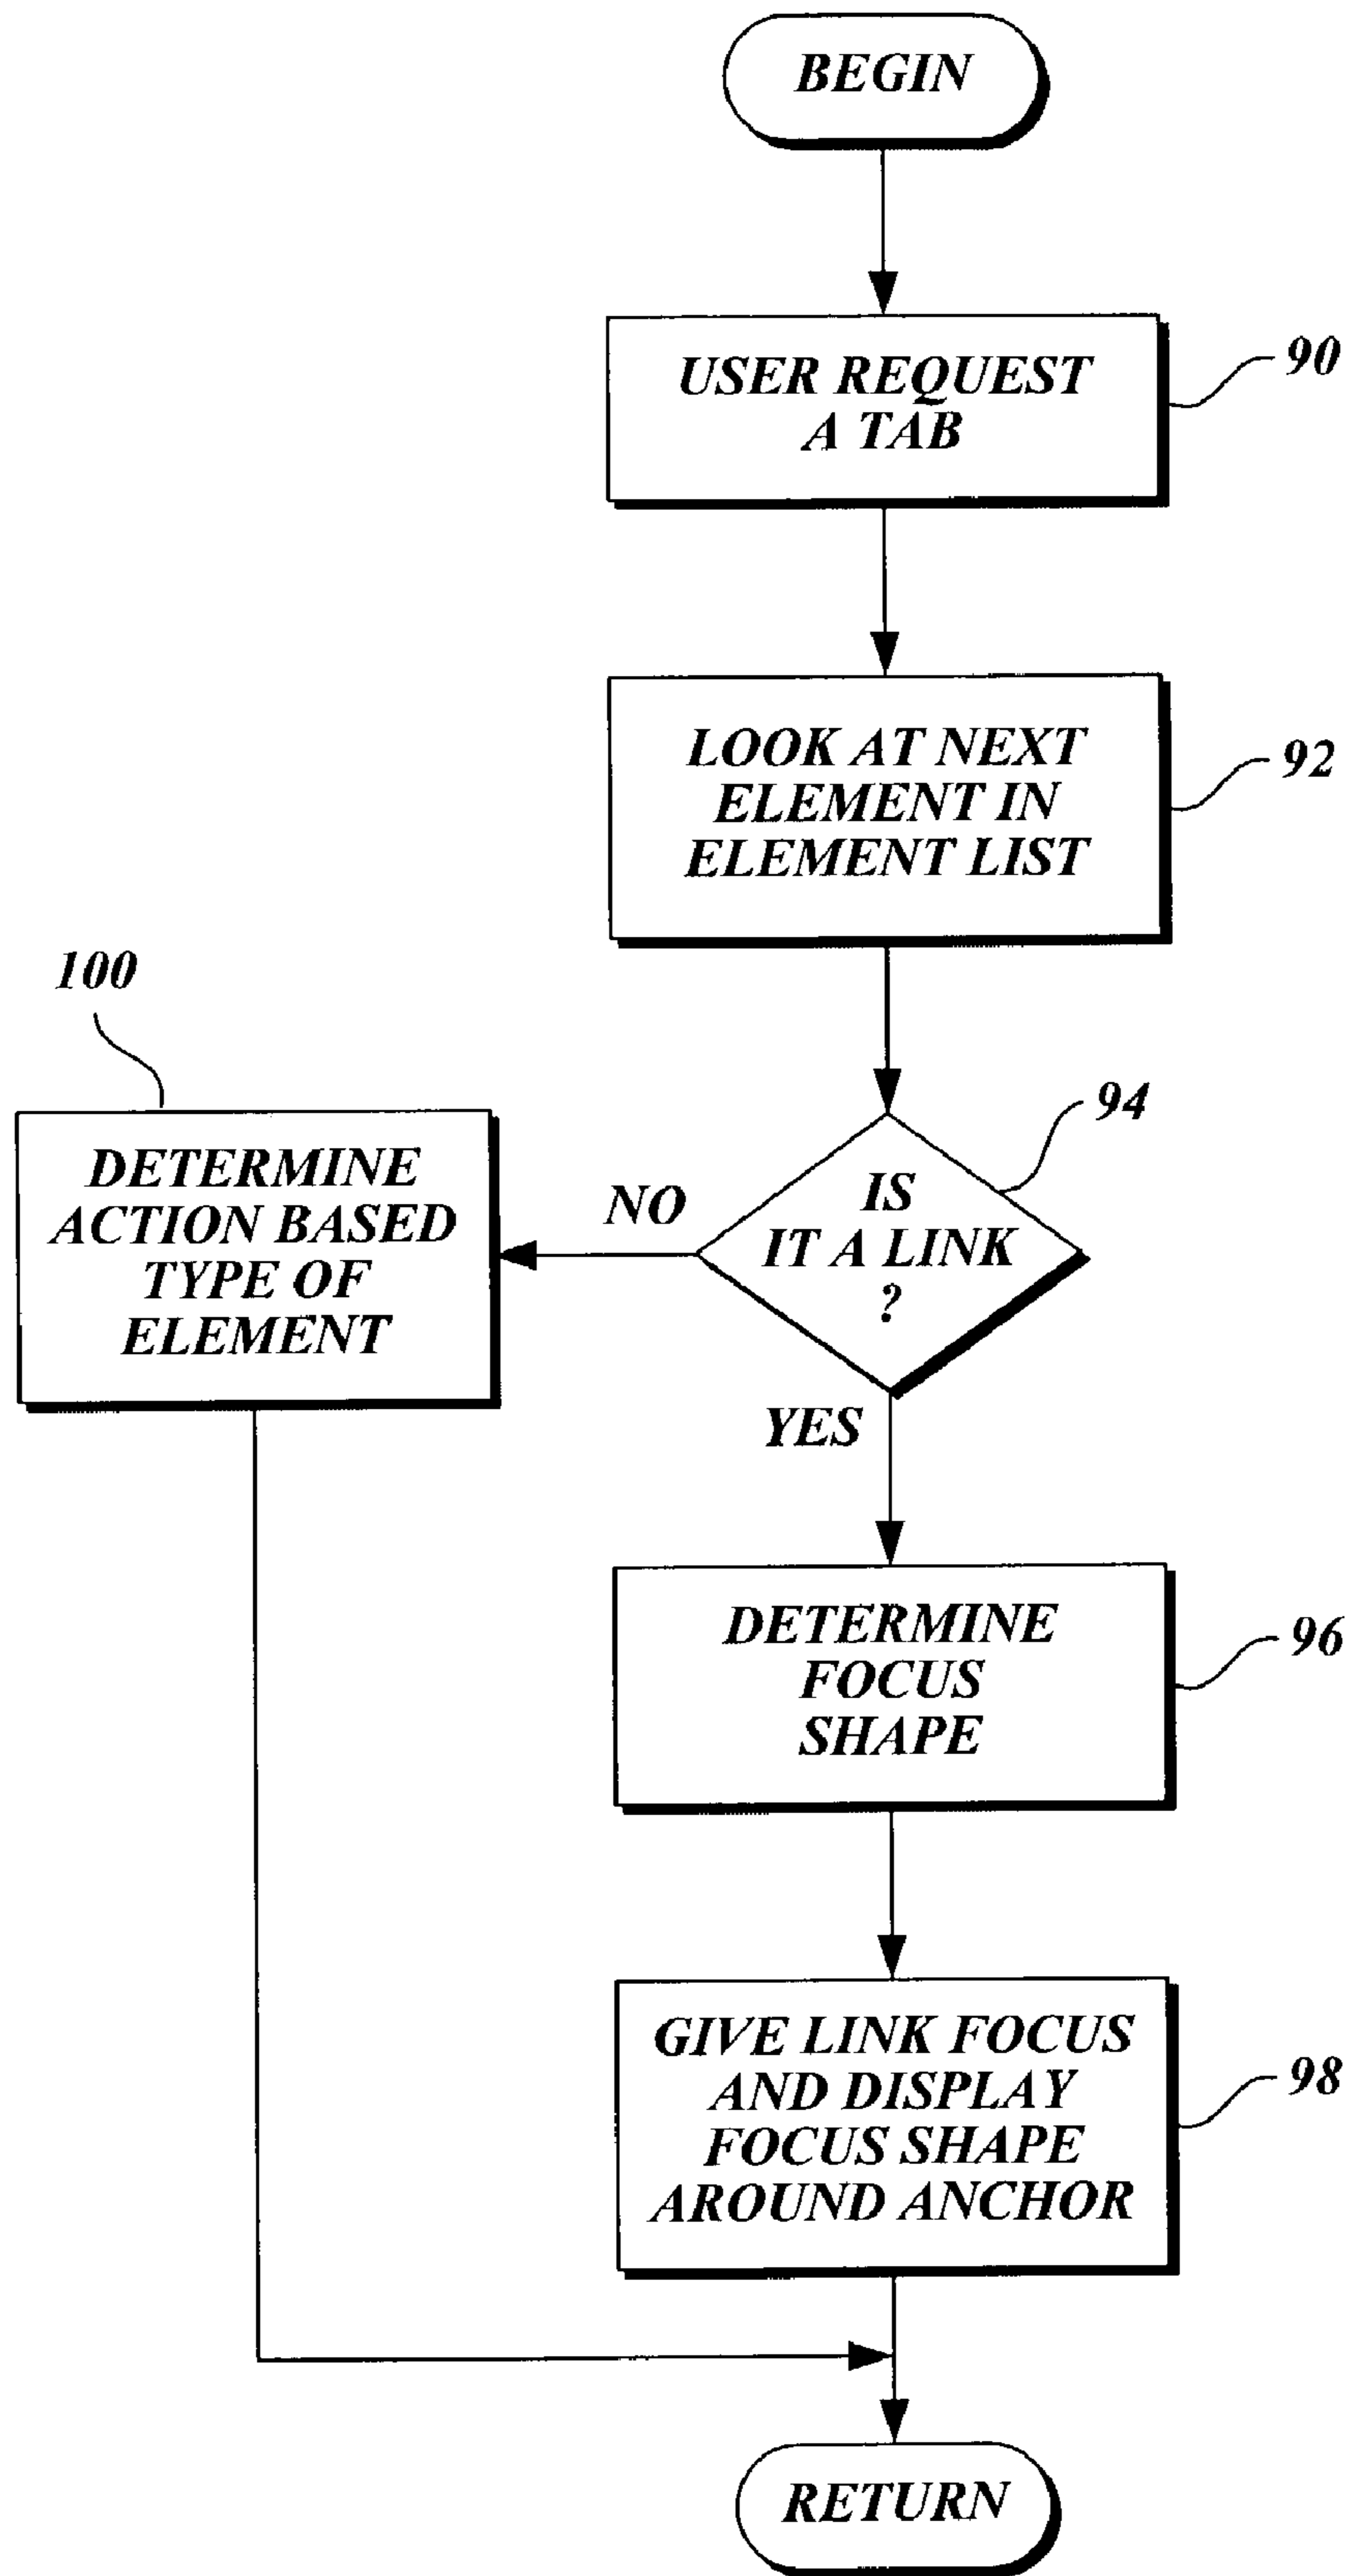 BEGIN
USER REQUEST
A TAB
90
LOOK AT NEXT
ELEMENT IN
ELEMENT LIST
92
100
94
DETERMINE
ACTION BASED
TYPE OF
ELEMENT
NO
IS
IT A LINK
?
YES
DETERMINE
FOCUS
SHAPE
96
GIVE LINK FOCUS
AND DISPLAY
FOCUS SHAPE
AROUND ANCHOR
98
RETURN